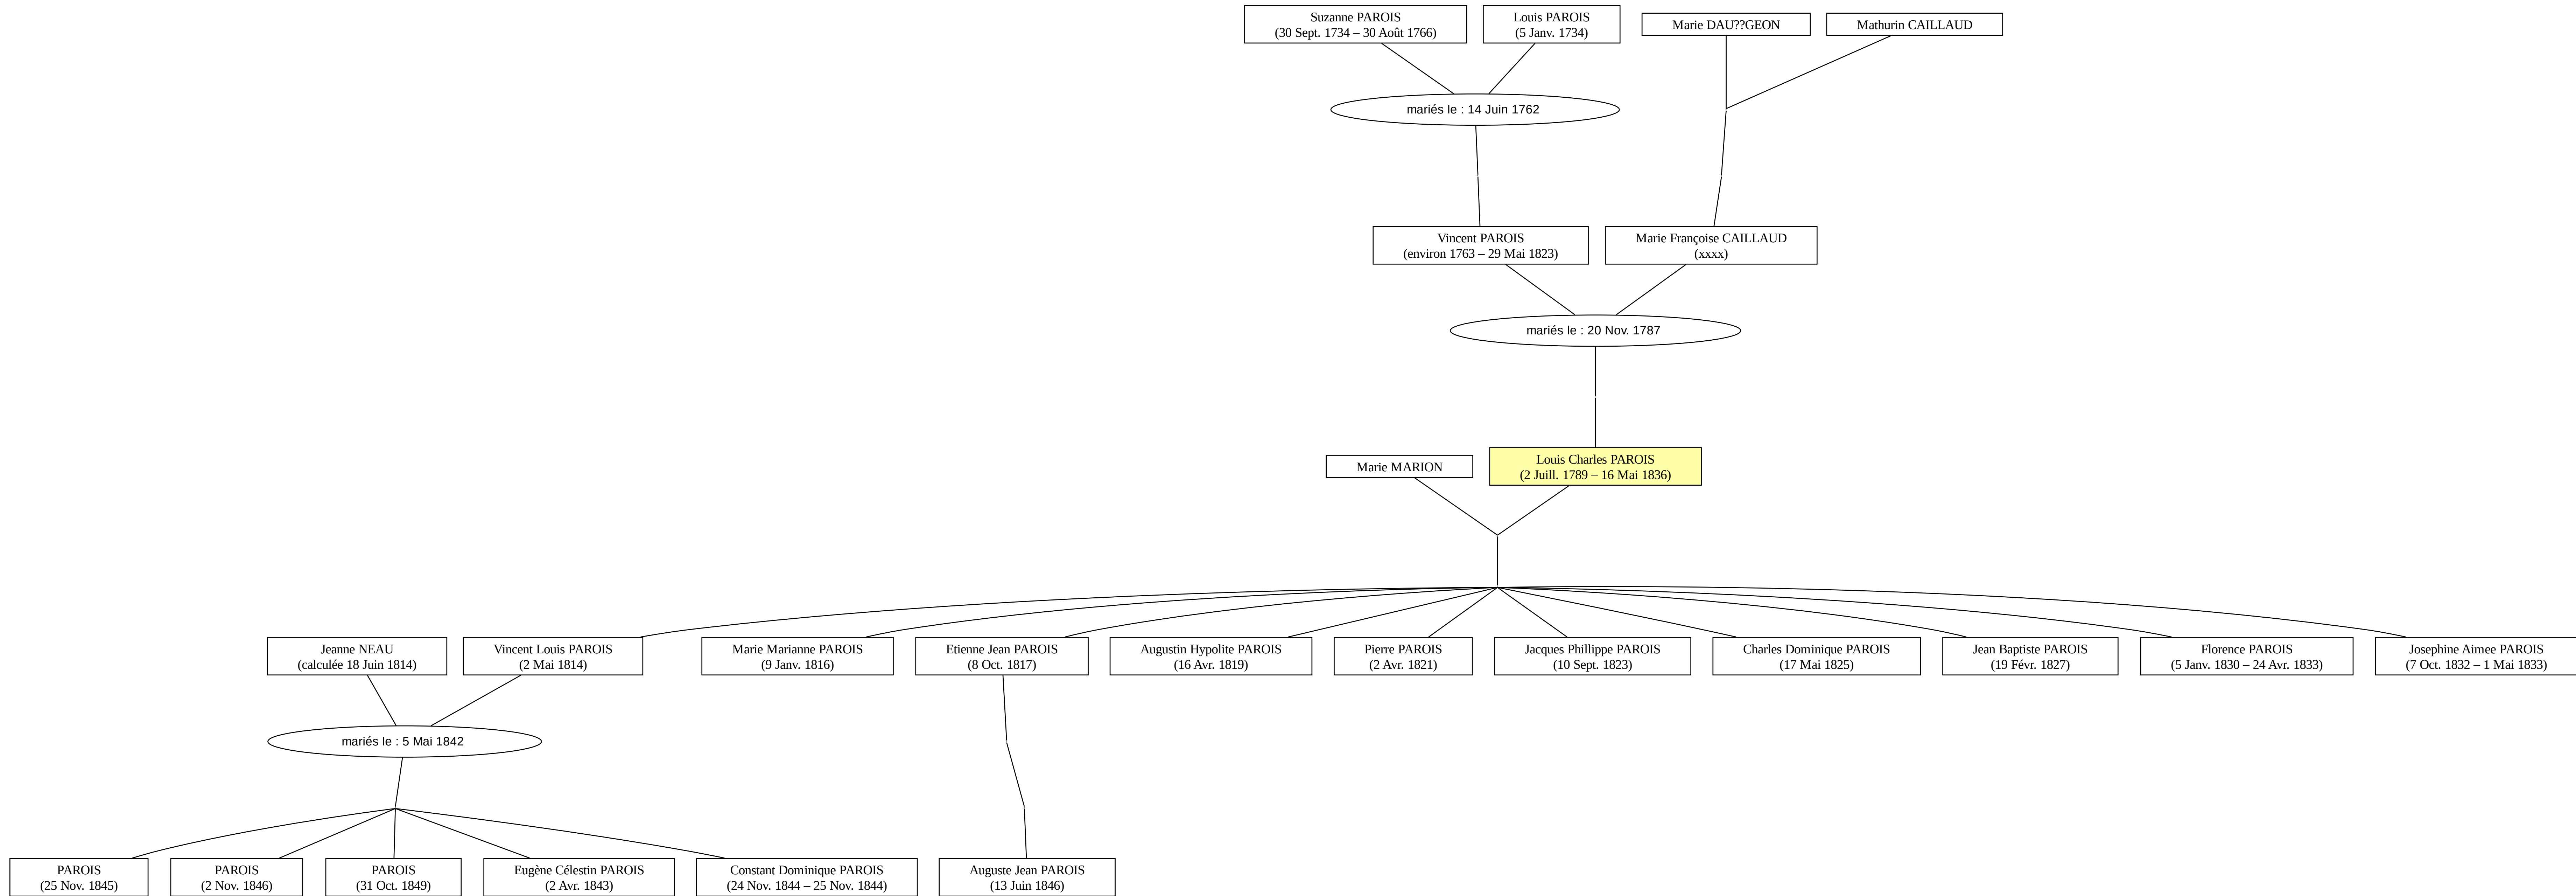 Suzanne PAROIS
(30 Sept. 1734 – 30 Août 1766)
Louis PAROIS
(5 Janv. 1734)
Marie DAU??GEON
Mathurin CAILLAUD
mariés le : 14 Juin 1762
Vincent PAROIS
(environ 1763 – 29 Mai 1823)
Marie Françoise CAILLAUD
(xxxx)
mariés le : 20 Nov. 1787
Marie MARION
Louis Charles PAROIS
(2 Juill. 1789 – 16 Mai 1836)
Jeanne NEAU
(calculée 18 Juin 1814)
Vincent Louis PAROIS
(2 Mai 1814)
Marie Marianne PAROIS
(9 Janv. 1816)
Etienne Jean PAROIS
(8 Oct. 1817)
Augustin Hypolite PAROIS
(16 Avr. 1819)
Pierre PAROIS
(2 Avr. 1821)
Jacques Phillippe PAROIS
(10 Sept. 1823)
Charles Dominique PAROIS
(17 Mai 1825)
Jean Baptiste PAROIS
(19 Févr. 1827)
Florence PAROIS
(5 Janv. 1830 – 24 Avr. 1833)
Josephine Aimee PAROIS
(7 Oct. 1832 – 1 Mai 1833)
mariés le : 5 Mai 1842
PAROIS
(25 Nov. 1845)
PAROIS
(2 Nov. 1846)
PAROIS
(31 Oct. 1849)
Eugène Célestin PAROIS
(2 Avr. 1843)
Constant Dominique PAROIS
(24 Nov. 1844 – 25 Nov. 1844)
Auguste Jean PAROIS
(13 Juin 1846)